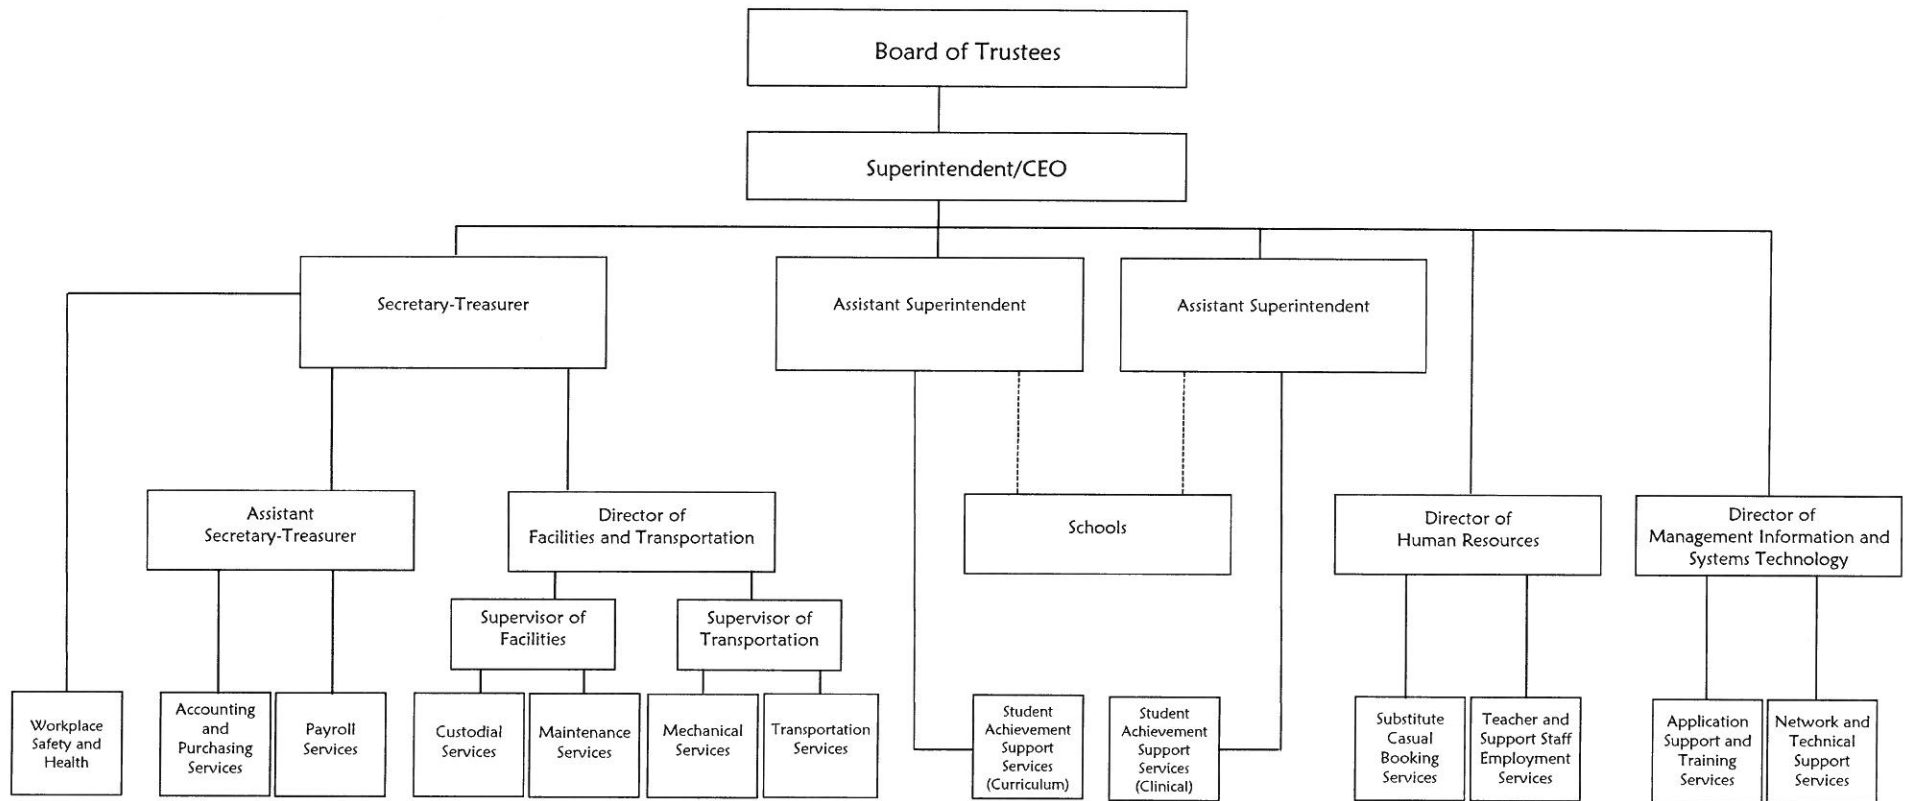 Board of Trustees
Superintendent/CEO
Secretary-Treasurer
Assistant Superintendent
Assistant Superintendent
Assistant
Secretary-Treasurer
Director of
Facilities and Transportation
Schools
Director of
Human Resources
Director of
Management Information and
Systems Technology
Supervisor of
Facilities
Supervisor of
Transportation
Workplace
Safety and
Health
Accounting
and
Purchasing
Services
Payroll
Services
Custodial
Services
Maintenance
Services
Mechanical
Services
Transportation
Services
Student
Achievement
Support
Services
(Curriculum)
Student
Achievement
Support
Services
(Clinical)
Substitute
Casual
Booking
Services
Teacher and
Support Staff
Employment
Services
Application
Support and
Training
Services
Network and
Technical
Support
Services